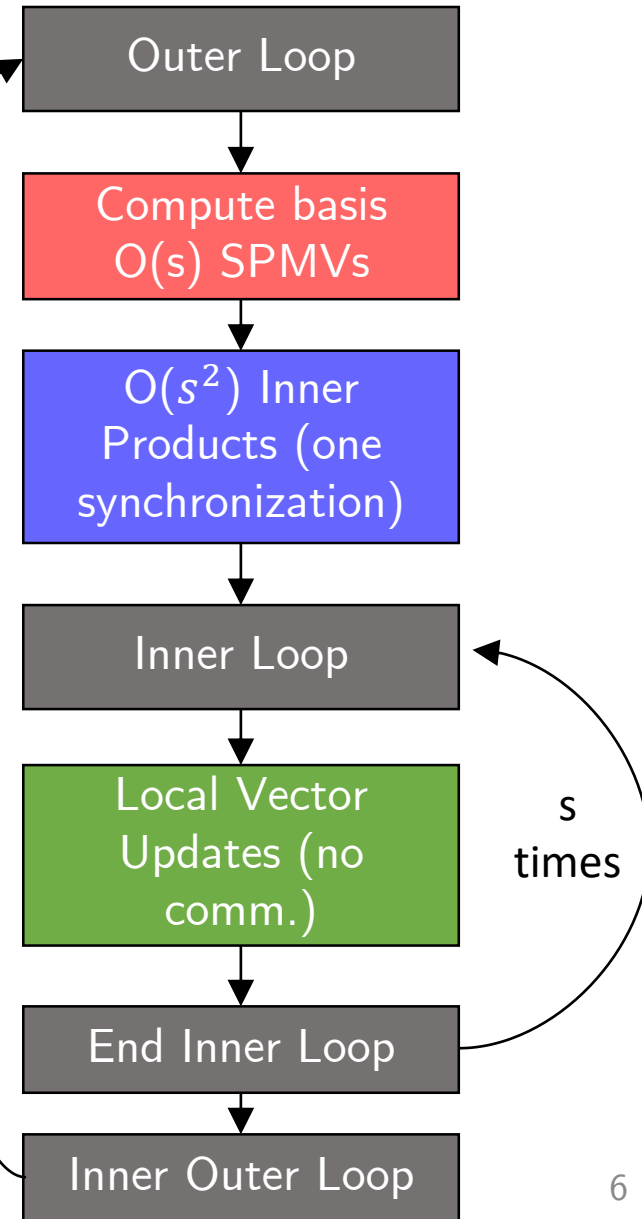 Outer Loop
Compute basis
O(s) SPMVs
O(s²) Inner
Products (one
synchronization)
Inner Loop
Local Vector
Updates (no
comm.)
s
times
End Inner Loop
Inner Outer Loop
6